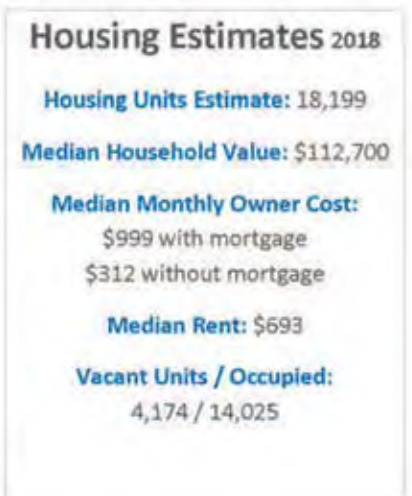 Housing Estimates 2018
Housing Units Estimate: 18,199
Median Household Value: $112,700
Median Monthly Owner Cost:
$999 with mortgage
$312 without mortgage
Median Rent: $693
Vacant Units / Occupied:
4,174 / 14,025